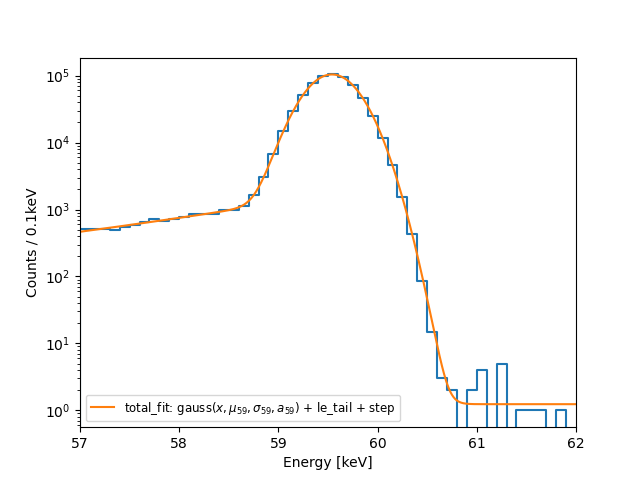 10⁵
10⁴
10³
10²
10¹
10⁰
Counts / 0.1keV
total_fit: gauss(x, μ₅₉, σ₅₉, a₅₉) + le_tail + step
57 58 59 60 61 62
Energy [keV]